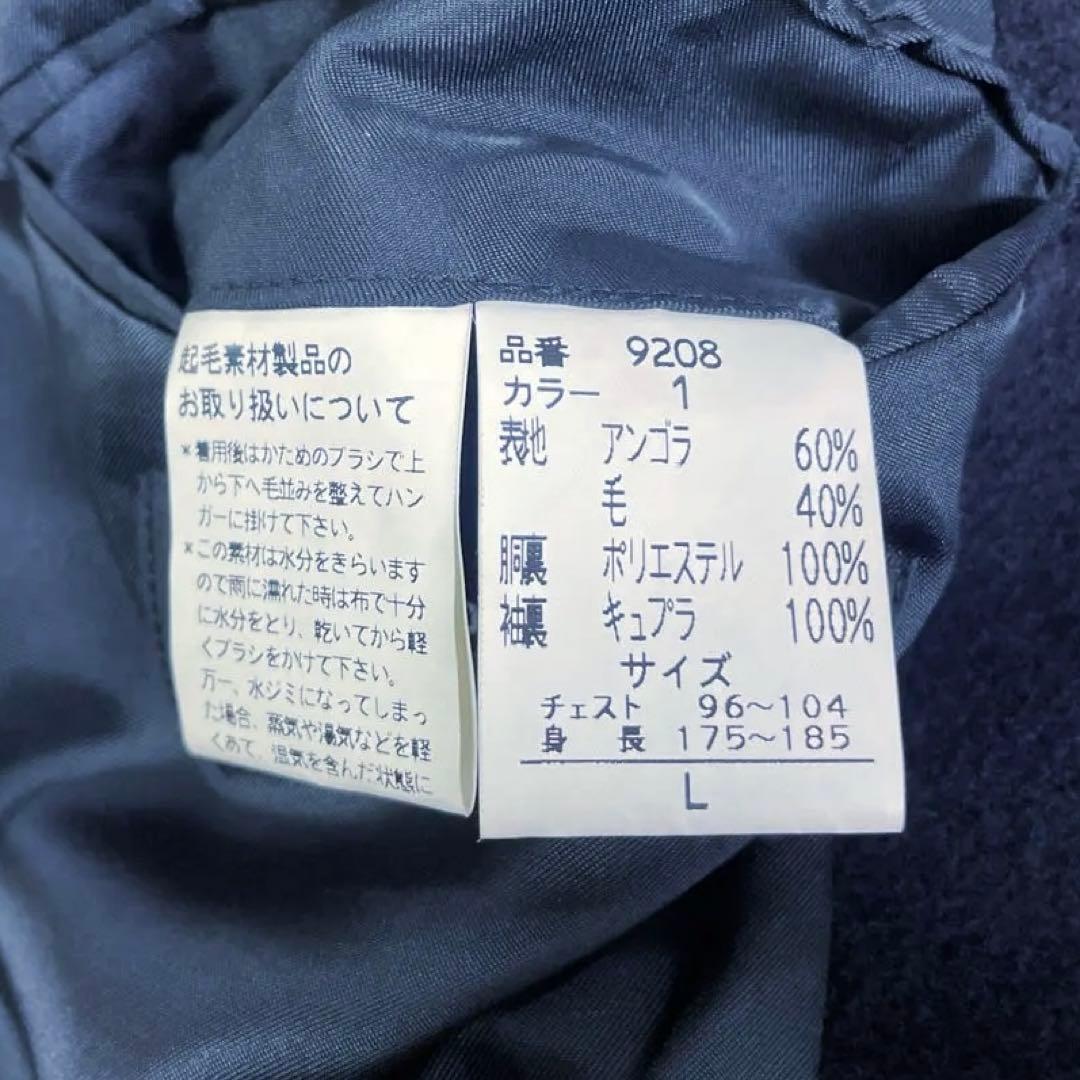 起毛素材製品の
お取り扱いについて
*着用後はかためのブラシで上
から下へ毛並みを整えてハン
ガーに掛けて下さい。
*この素材は水分をきらいます
ので雨に濡れた時は布で十分
に水分をとり、乾いてから軽
くブラシをかけて下さい。
万一、水ジミになってしまっ
た場合、蒸気や湯気などを軽
くあて、湿気を含んだ状態に
品番 9208
カラー 1
表地 アンゴラ 60%
毛 40%
胴裏 ポリエステル 100%
袖裏 キュプラ 100%
サイズ
チェスト 96〜104
身長 175〜185
L